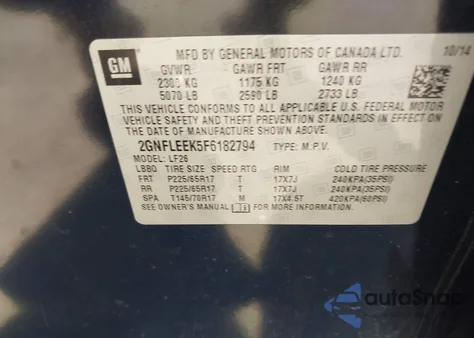 GM
MFD BY GENERAL MOTORS OF CANADA LTD. 10/14
GVWR GAWR FRT GAWR RR
2300 KG 1175 KG 1240 KG
5070 LB 2590 LB 2733 LB
THIS VEHICLE CONFORMS TO ALL APPLICABLE U.S. FEDERAL MOTOR
VEHICLE SAFETY AND THEFT PREVENTION STANDARDS IN EFFECT ON
THE DATE OF MANUFACTURE SHOWN ABOVE.
2GNFLEEK5F6182794 TYPE: M.P.V.
MODEL: LF26
LBBQ TIRE SIZE SPEED RTG RIM COLD TIRE PRESSURE
FRT P225/65R17 T 17X7J 240KPA(35PSI)
RR P225/65R17 T 17X7J 240KPA(35PSI)
SPA T145/70R17 M 17X4.5T 420KPA(60PSI)
SEE OWNER'S MANUAL FOR MORE INFORMATION.
autoSnap